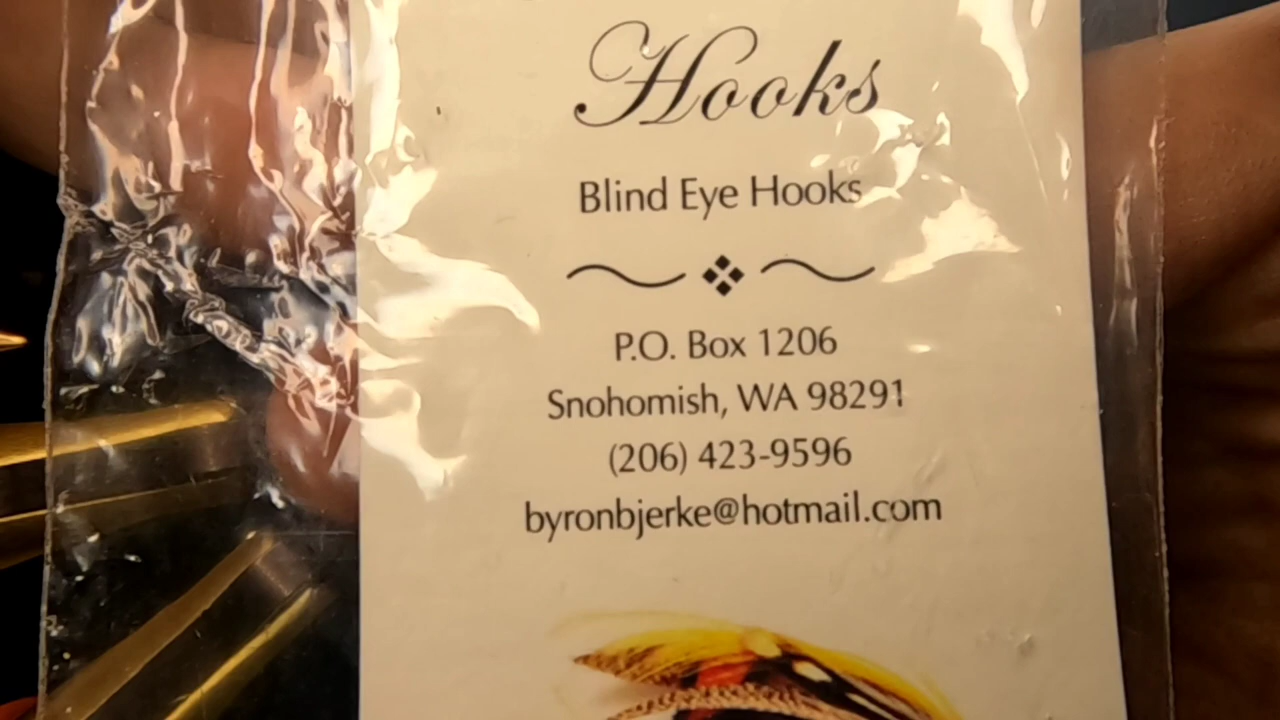 Hooks
Blind Eye Hooks
P.O. Box 1206
Snohomish, WA 98291
(206) 423-9596
byronbjerke@hotmail.com